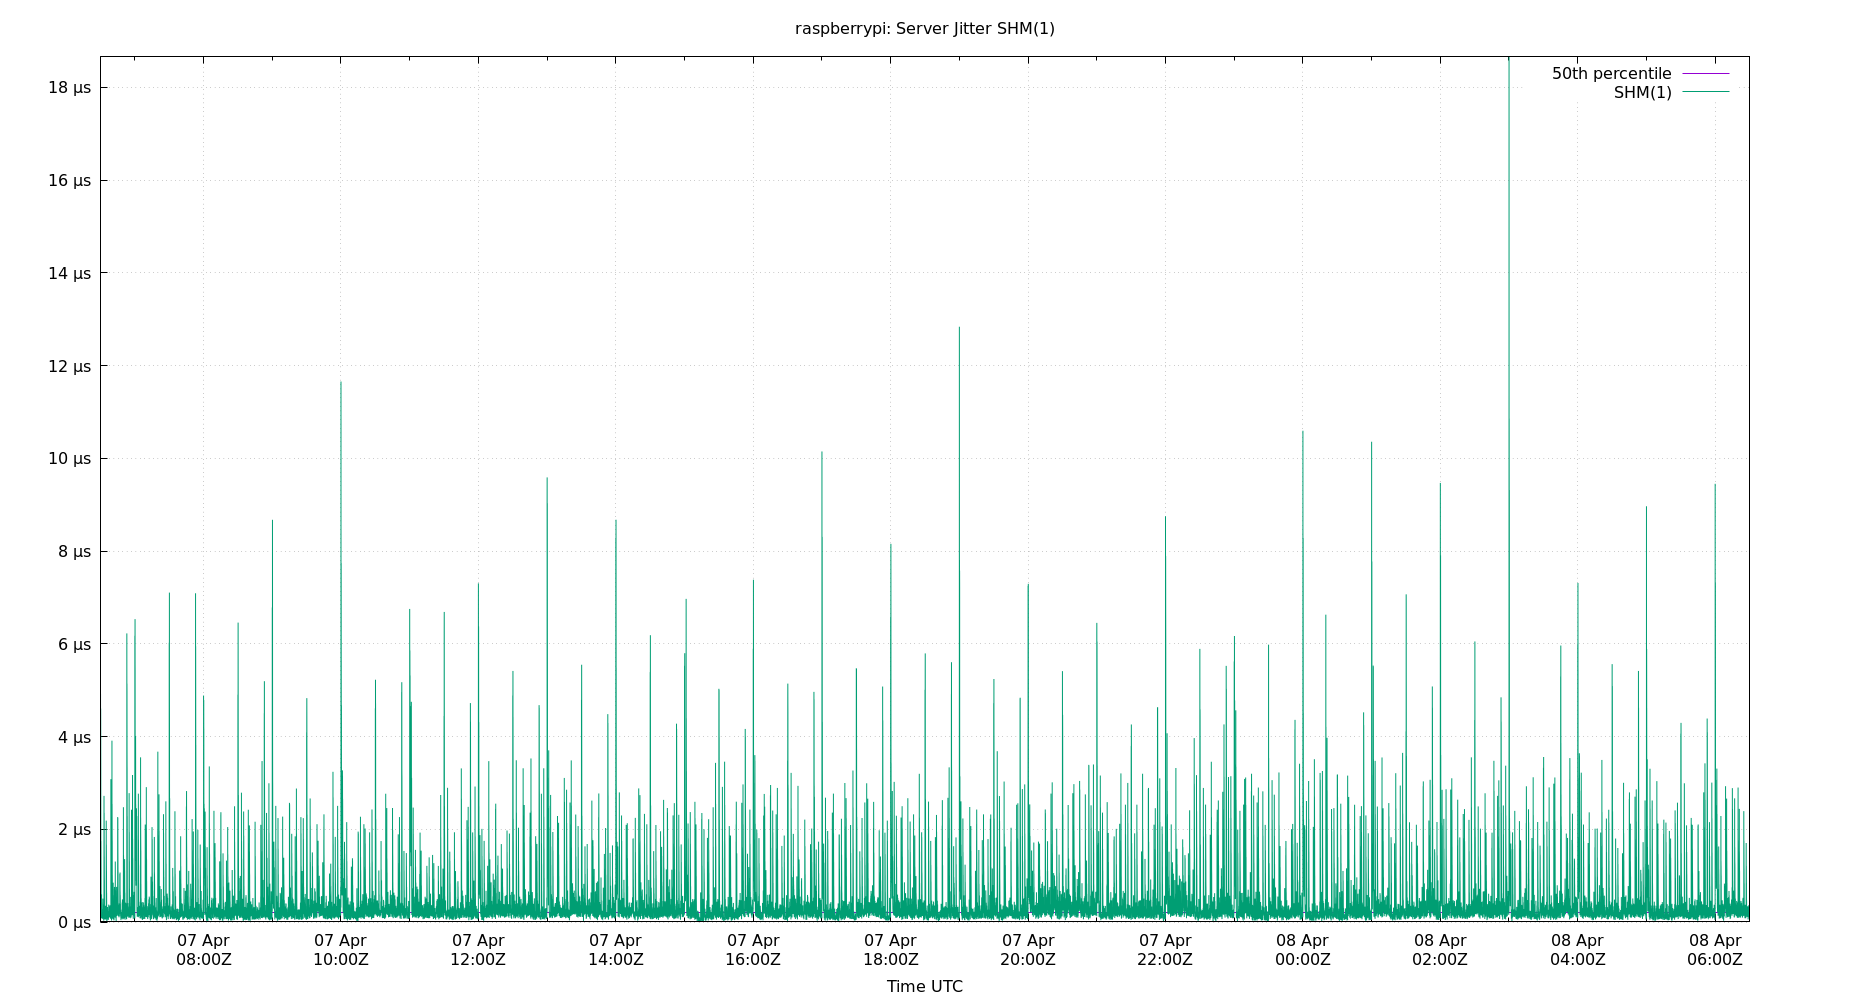 raspberrypi: Server Jitter SHM(1)
50th percentile
SHM(1)
18 µs
16 µs
14 µs
12 µs
10 µs
8 µs
6 µs
4 µs
2 µs
0 µs
07 Apr 07 Apr 07 Apr 07 Apr 07 Apr 07 Apr 07 Apr 07 Apr 08 Apr 08 Apr 08 Apr 08 Apr
08:00Z 10:00Z 12:00Z 14:00Z 16:00Z 18:00Z 20:00Z 22:00Z 00:00Z 02:00Z 04:00Z 06:00Z
Time UTC